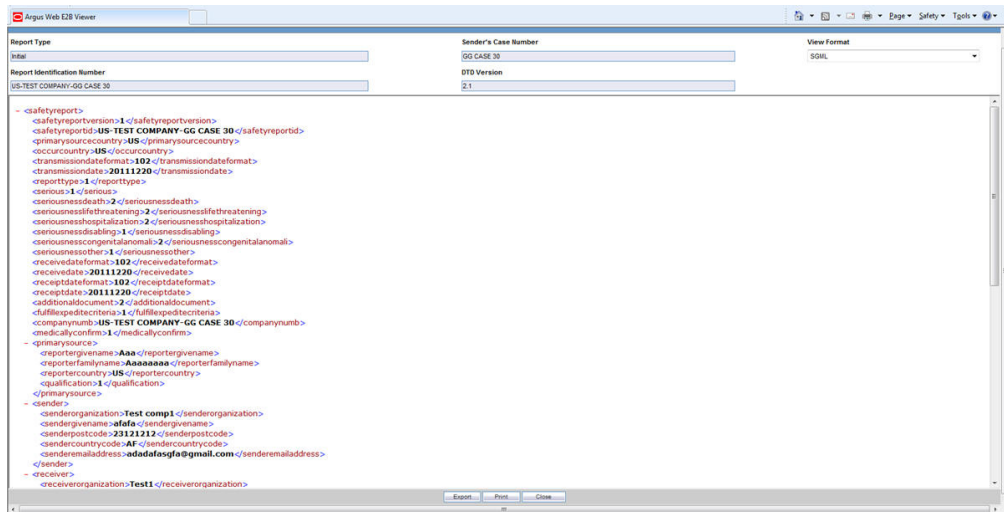 Argus Web E2B Viewer
Page Safety Tools
Report Type Sender's Case Number View Format
Initial GG CASE 30 SGML
Report Identification Number DTD Version
US-TEST COMPANY-GG CASE 30 2.1
- <safetyreport>
<safetyreportversion>1</safetyreportversion>
<safetyreportid>US-TEST COMPANY-GG CASE 30</safetyreportid>
<primarysourcecountry>US</primarysourcecountry>
<occurcountry>US</occurcountry>
<transmissiondateformat>102</transmissiondateformat>
<transmissiondate>20111220</transmissiondate>
<reporttype>1</reporttype>
<serious>1</serious>
<seriousnessdeath>2</seriousnessdeath>
<seriousnesslifethreatening>2</seriousnesslifethreatening>
<seriousnesshospitalization>2</seriousnesshospitalization>
<seriousnessdisabling>1</seriousnessdisabling>
<seriousnesscongenitalanomali>2</seriousnesscongenitalanomali>
<seriousnessother>1</seriousnessother>
<receivedateformat>102</receivedateformat>
<receivedate>20111220</receivedate>
<receiptdateformat>102</receiptdateformat>
<receiptdate>20111220</receiptdate>
<additionaldocument>2</additionaldocument>
<fulfillexpeditecriteria>1</fulfillexpeditecriteria>
<companynumb>US-TEST COMPANY-GG CASE 30</companynumb>
<medicallyconfirm>1</medicallyconfirm>
- <primarysource>
<reportergivename>Aaa</reportergivename>
<reporterfamilyname>Aaaaaaaa</reporterfamilyname>
<reportercountry>US</reportercountry>
<qualification>1</qualification>
</primarysource>
- <sender>
<senderorganization>Test comp1</senderorganization>
<sendergivename>afafa</sendergivename>
<senderpostcode>23121212</senderpostcode>
<sendercountrycode>AF</sendercountrycode>
<senderemailaddress>adadafasgfa@gmail.com</senderemailaddress>
</sender>
- <receiver>
<receiverorganization>Test1</receiverorganization>
Export Print Close